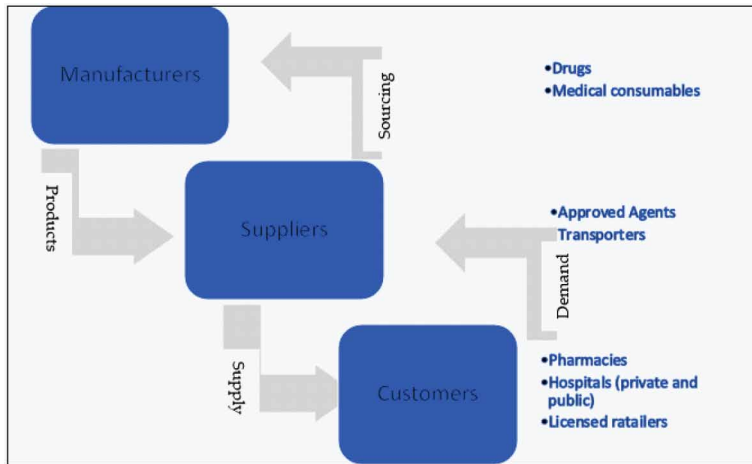 Manufacturers
Sourcing
•Drugs
•Medical consumables
Products
Suppliers
•Approved Agents
Transporters
Demand
Supply
Customers
•Pharmacies
•Hospitals (private and
public)
•Licensed ratailers